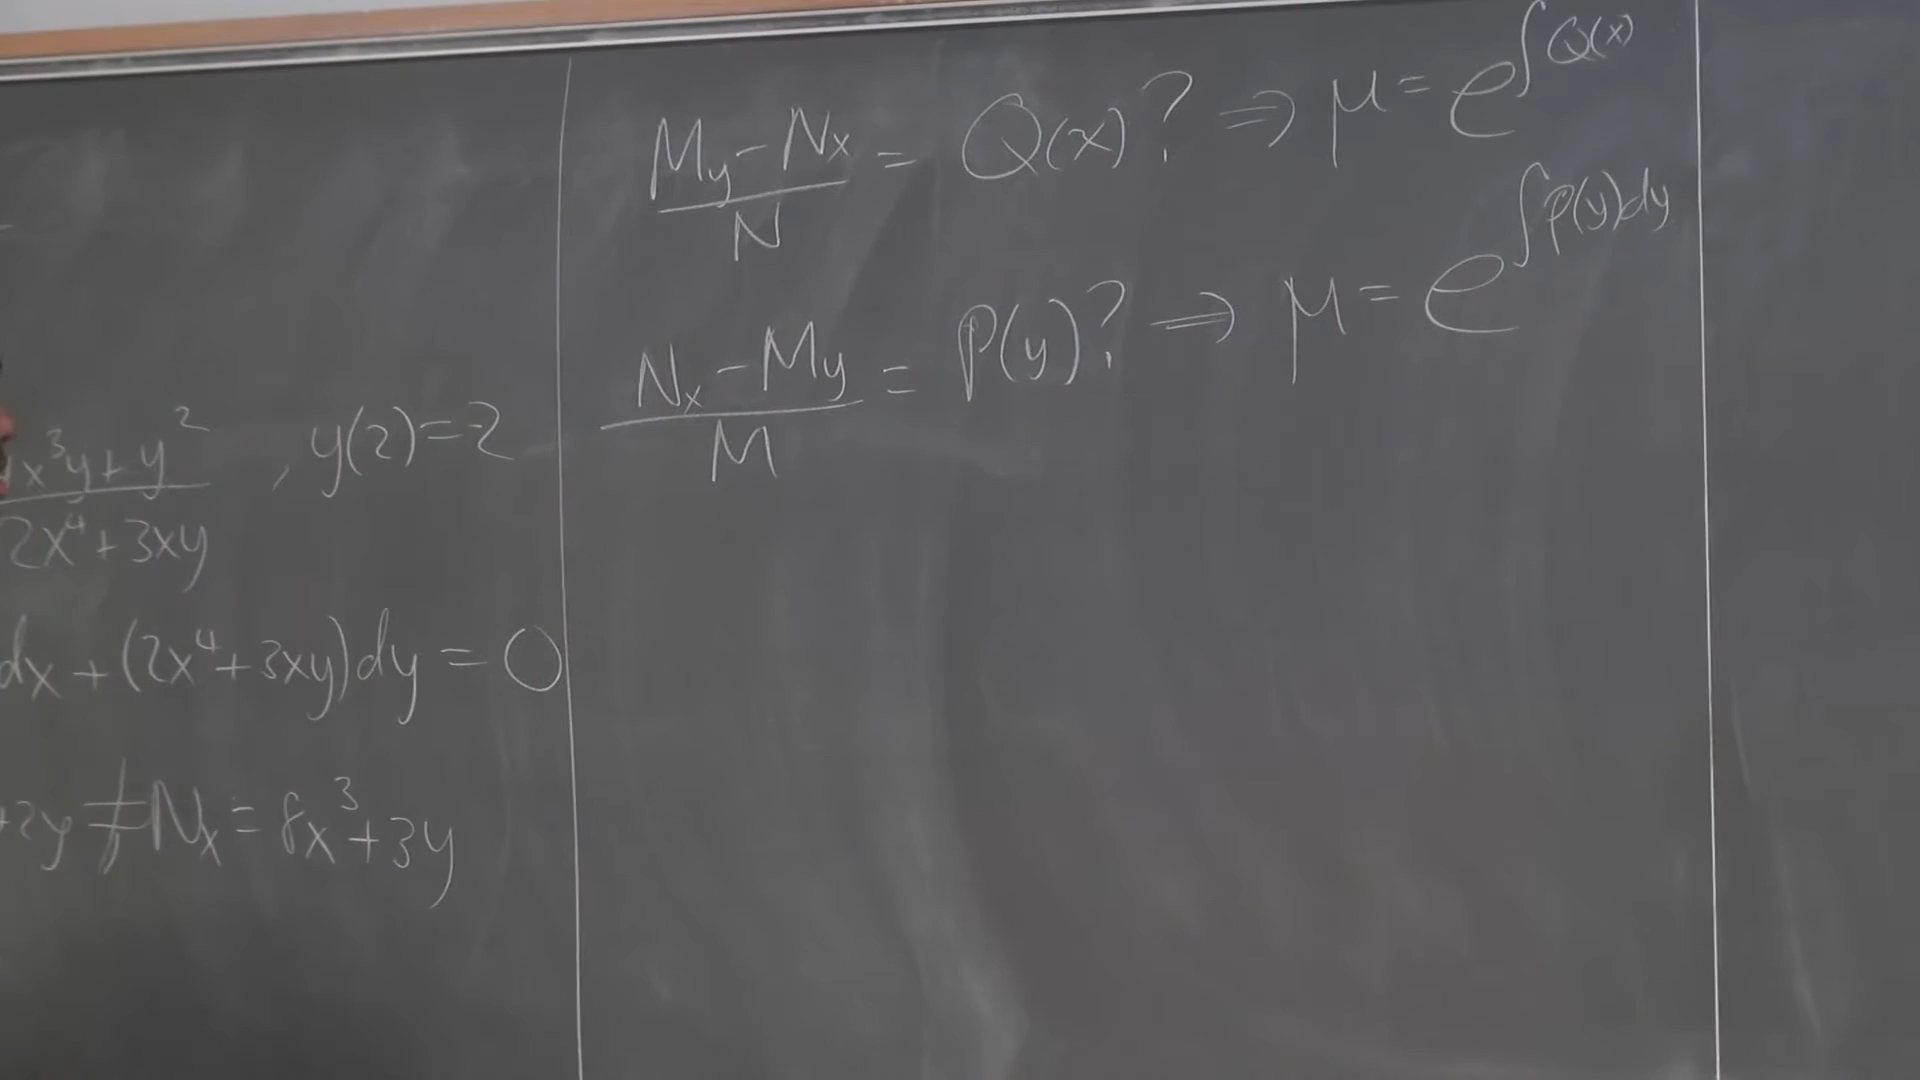 x³y+y² / 2x⁴+3xy , y(2)=2
dx + (2x⁴+3xy)dy = 0
+2y ≠ Nx = 8x³+3y
My - Nx / N = Q(x)? ⇒ μ = e^∫Q(x)
Nx - My / M = P(y)? ⇒ μ = e^∫P(y)dy